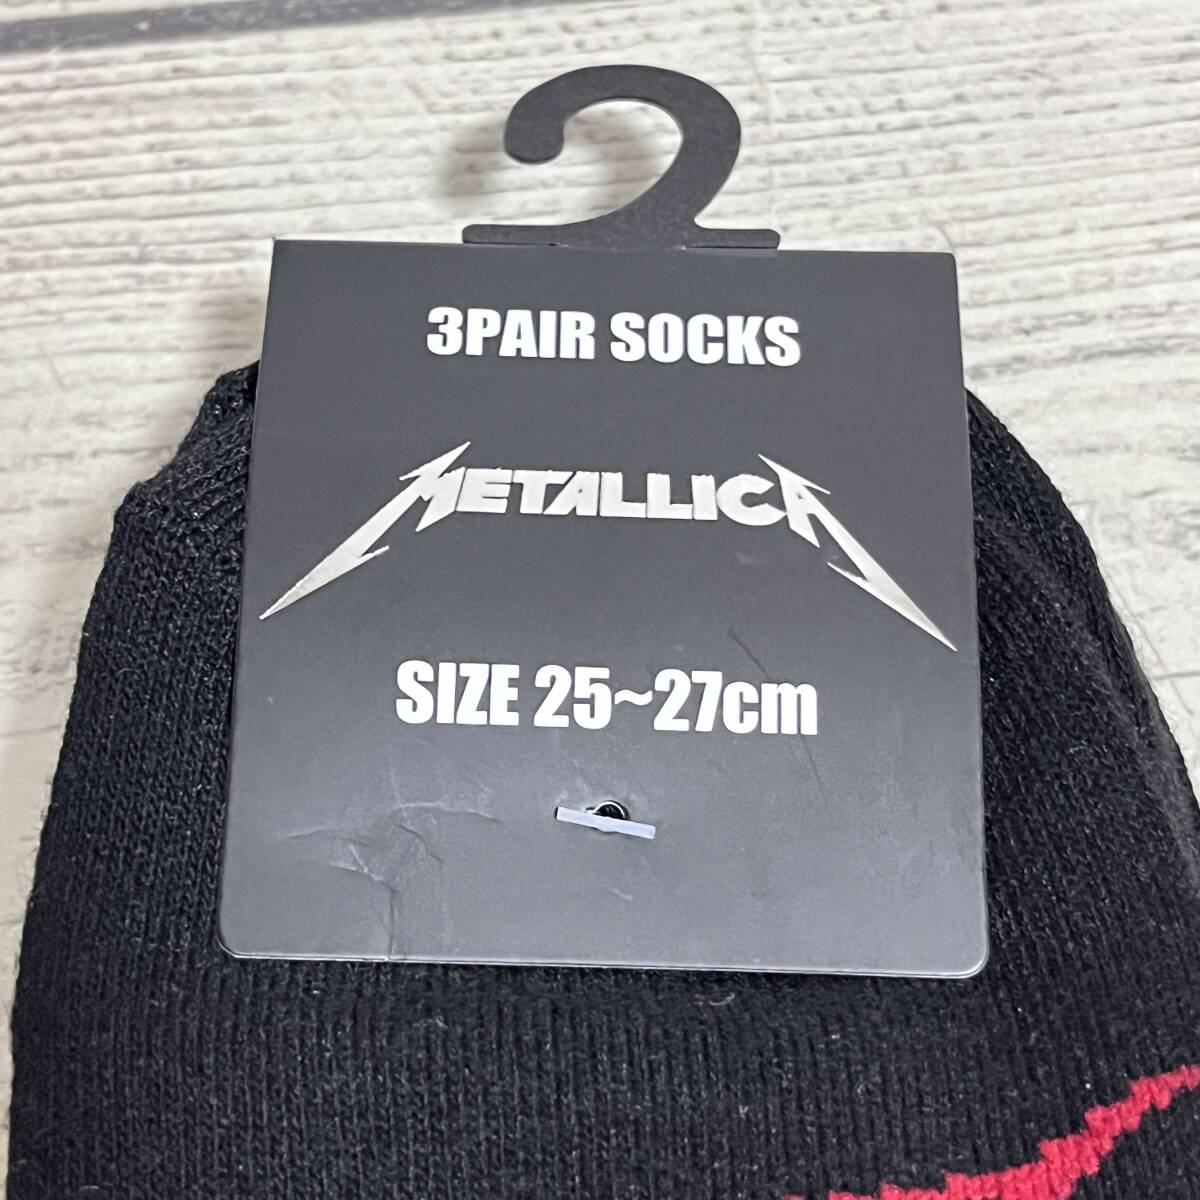 3PAIR SOCKS
METALLICA
SIZE 25~27cm